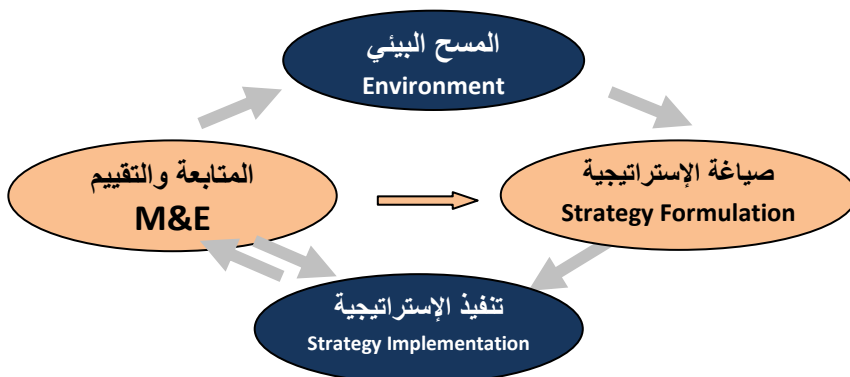 المسح البيئي
Environment
المتابعة والتقييم
M&E
صياغة الإستراتيجية
Strategy Formulation
تنفيذ الإستراتيجية
Strategy Implementation